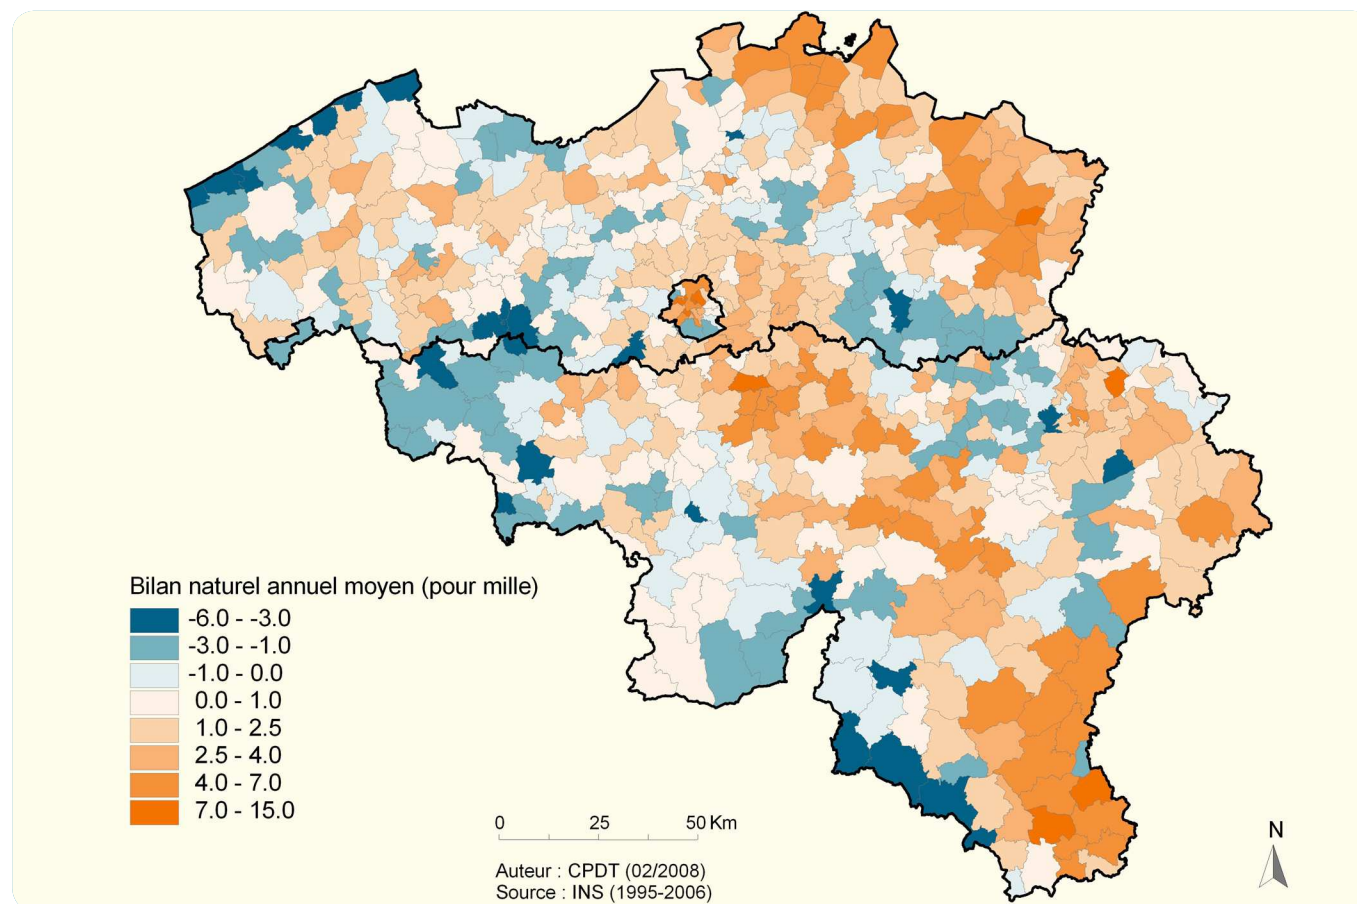 Bilan naturel annuel moyen (pour mille)
-6.0 - -3.0
-3.0 - -1.0
-1.0 - 0.0
0.0 - 1.0
1.0 - 2.5
2.5 - 4.0
4.0 - 7.0
7.0 - 15.0
0 25 50 Km
N
Auteur : CPDT (02/2008)
Source : INS (1995-2006)